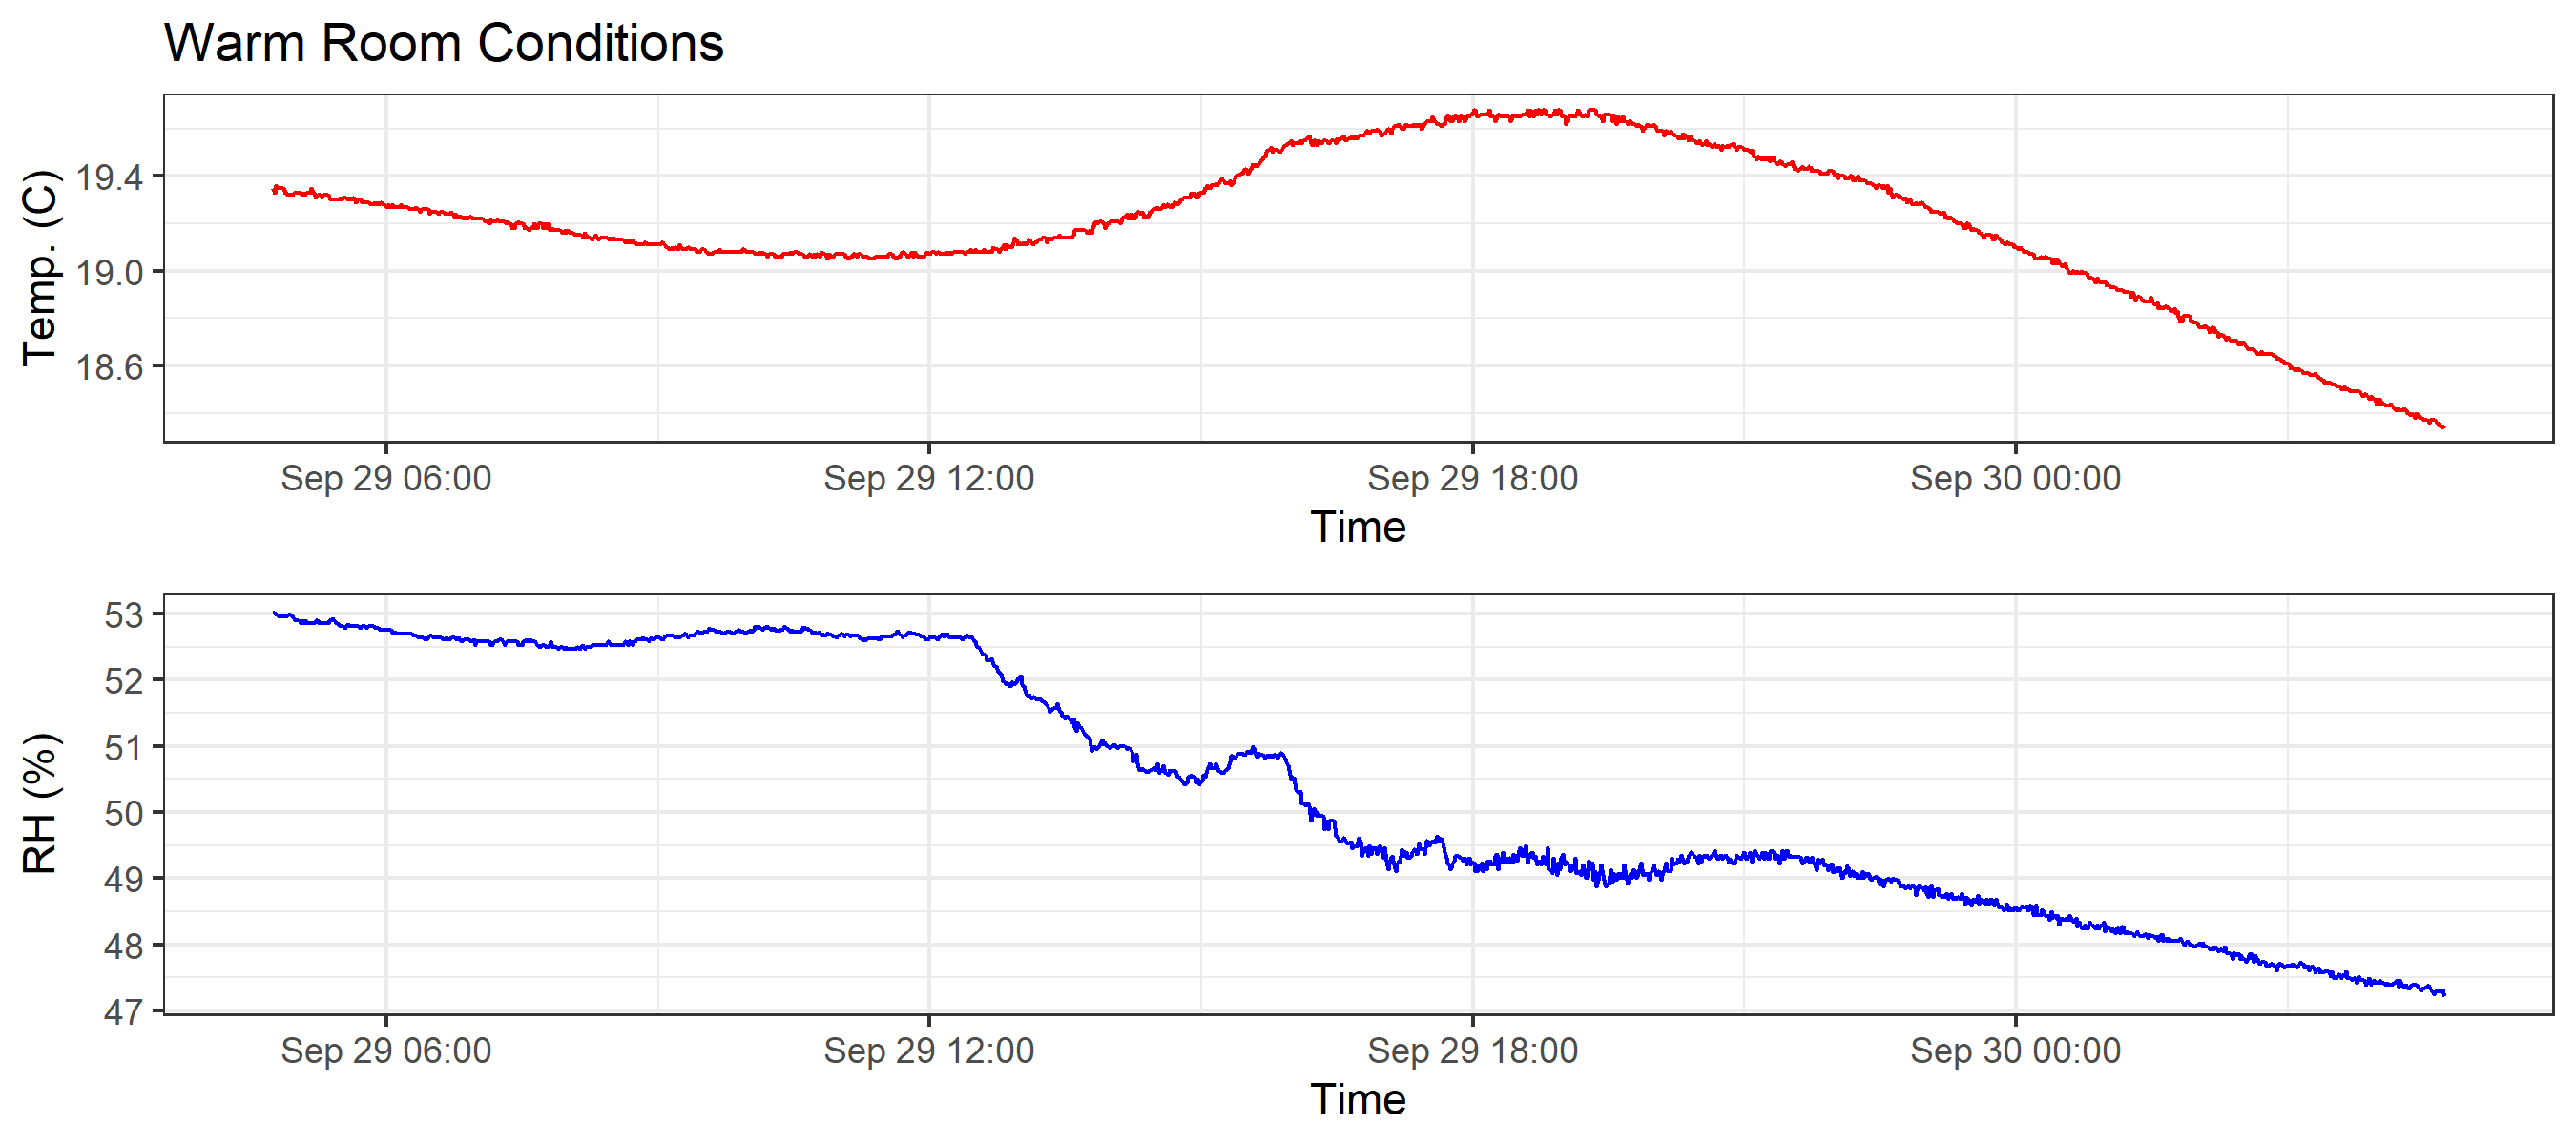 Warm Room Conditions
Temp. (C)
19.4
19.0
18.6
Sep 29 06:00 Sep 29 12:00 Sep 29 18:00 Sep 30 00:00
Time
RH (%)
53
52
51
50
49
48
47
Sep 29 06:00 Sep 29 12:00 Sep 29 18:00 Sep 30 00:00
Time